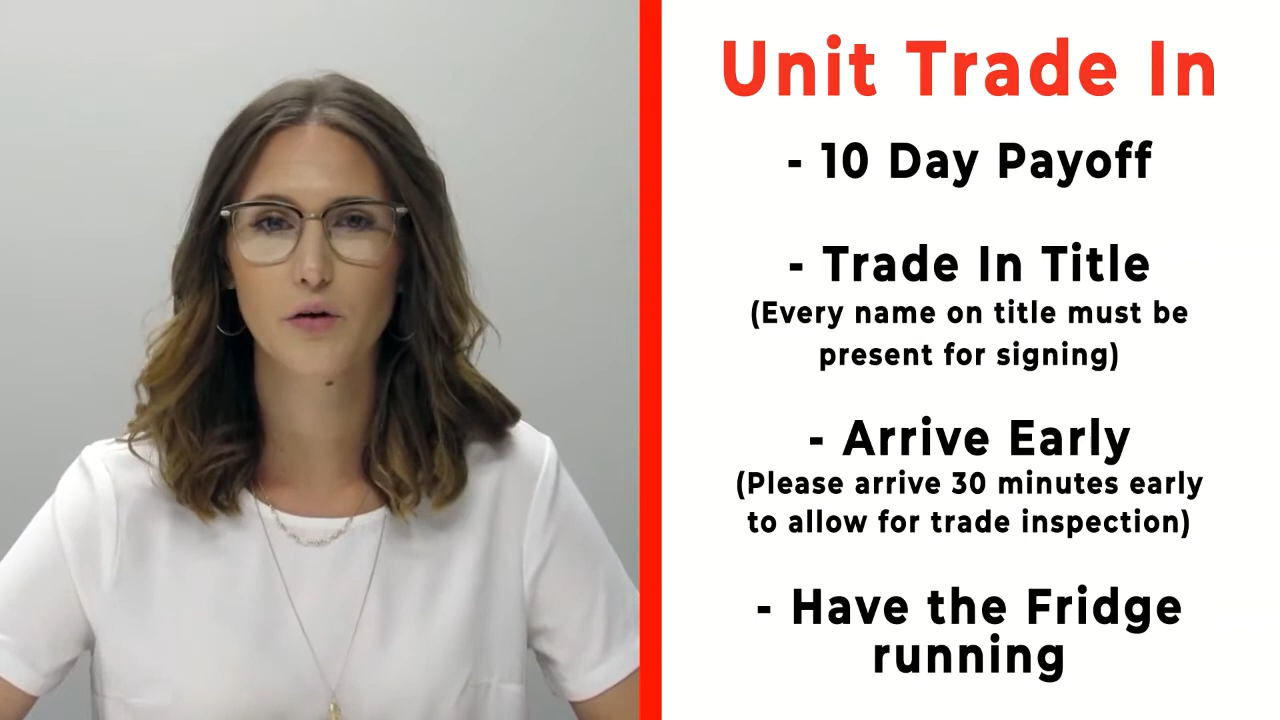 Unit Trade In
- 10 Day Payoff
- Trade In Title
(Every name on title must be
present for signing)
- Arrive Early
(Please arrive 30 minutes early
to allow for trade inspection)
- Have the Fridge
running